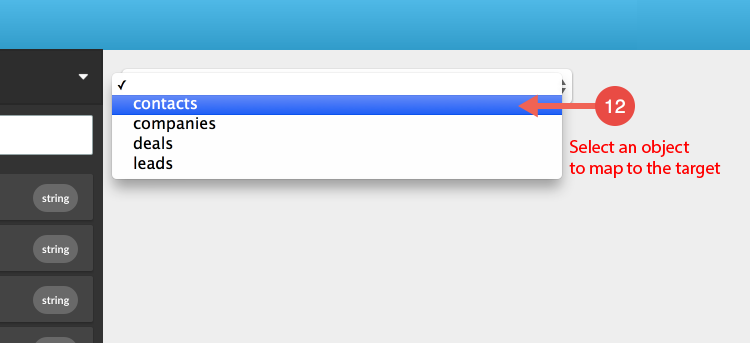 ✓
contacts
companies
deals
leads
12
Select an object
to map to the target
string
string
string